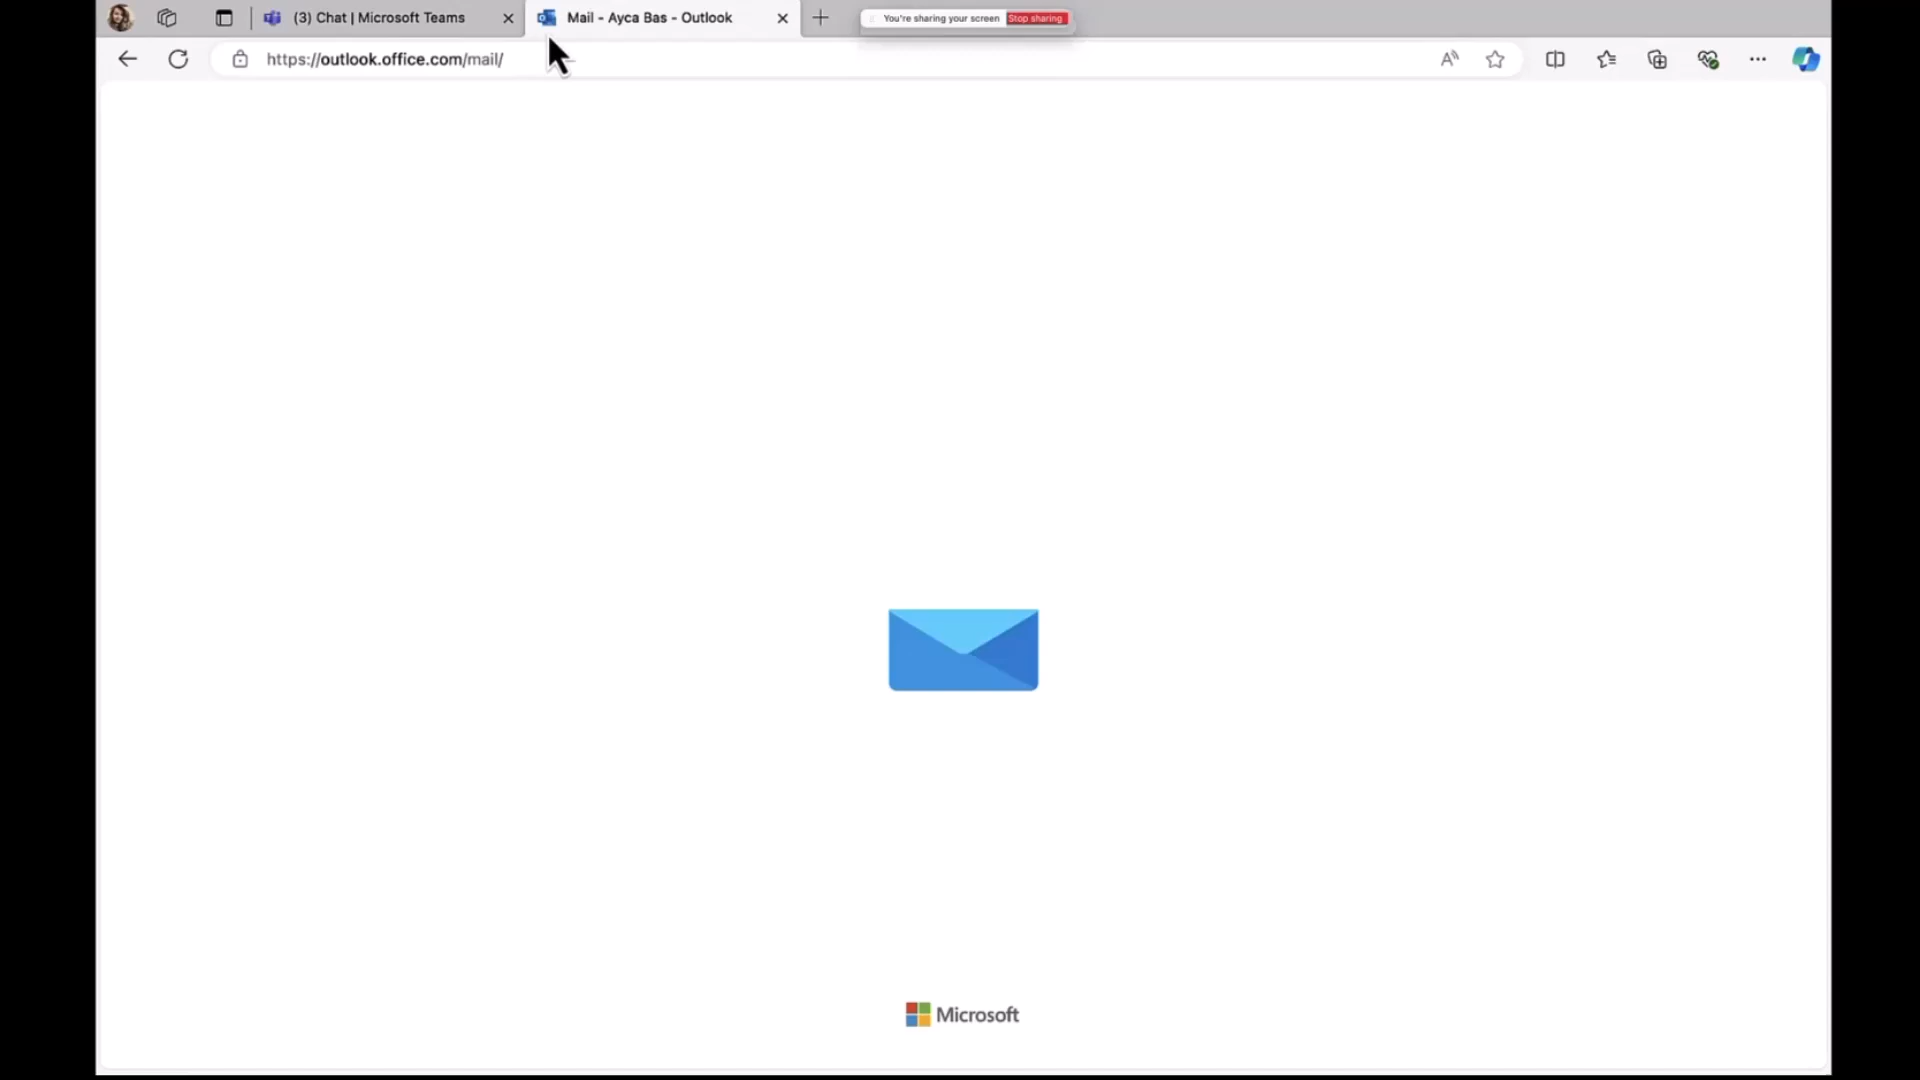 (3) Chat | Microsoft Teams
Mail - Ayca Bas - Outlook
You're sharing your screen
Stop sharing
https://outlook.office.com/mail/
Microsoft